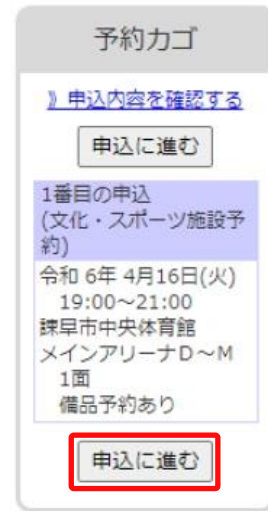 予約カゴ
》申込内容を確認する
申込に進む
1番目の申込
(文化・スポーツ施設予
約)
令和 6年 4月16日(火)
19:00～21:00
諫早市中央体育館
メインアリーナＤ～Ｍ
1面
備品予約あり
申込に進む